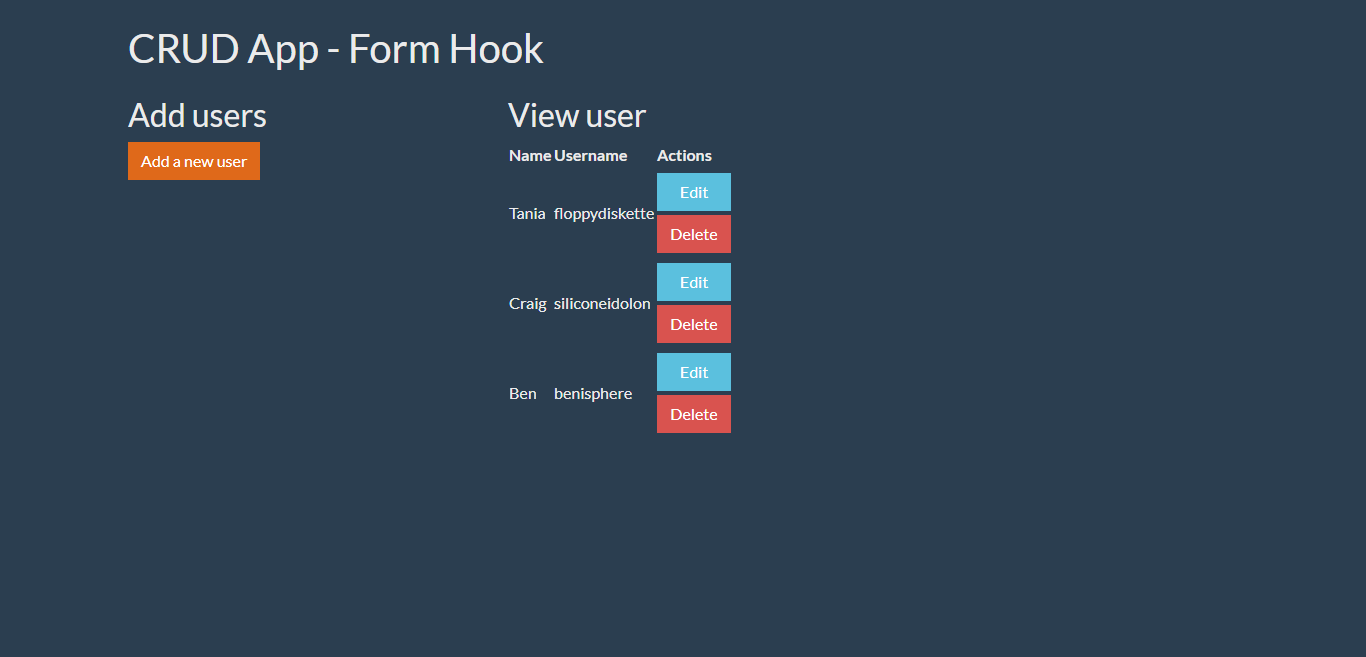 CRUD App - Form Hook
Add users
Add a new user
View user
Name Username Actions
Tania floppydiskette Edit
Delete
Craig siliconeidolon Edit
Delete
Ben benisphere Edit
Delete